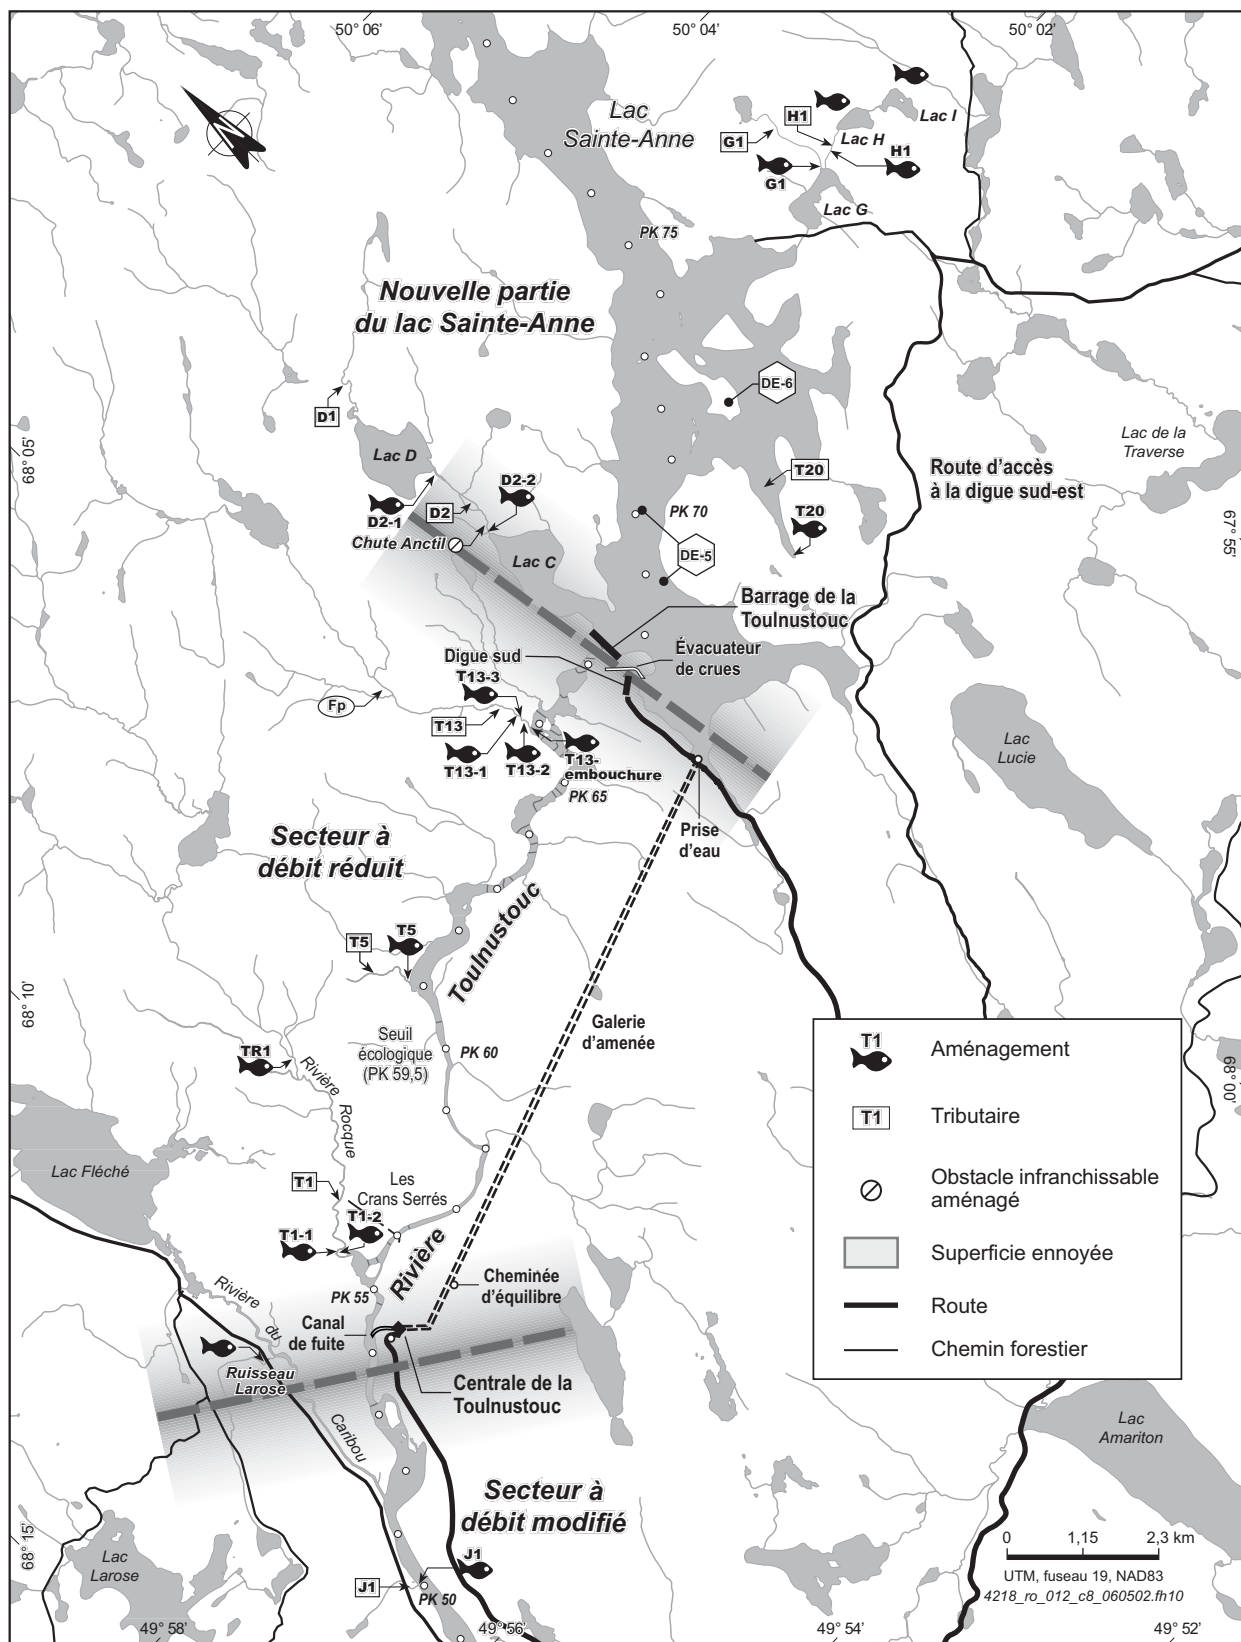 50° 06'
50° 04'
50° 02'
Lac
Sainte-Anne
H1
Lac I
G1
Lac H
H1
G1
Lac G
PK 75
Nouvelle partie
du lac Sainte-Anne
DE-6
D1
68° 05'
Lac D
Lac de la
Traverse
Route d'accès
à la digue sud-est
T20
D2-2
D2-1
D2
PK 70
T20
67° 55'
Chute Anctil
Lac C
DE-5
Barrage de la
Toulnustouc
Évacuateur
de crues
Digue sud
T13-3
Fp
T13
T13-1
T13-2
T13-
embouchure
Lac
Lucie
PK 65
Prise
d'eau
Secteur à
débit réduit
Toulnustouc
T5
T5
68° 10'
Galerie
d'amenée
Seuil
écologique
(PK 59,5)
PK 60
TR1
Rivière
Rocque
68° 00'
Lac Fléché
T1
Les
Crans Serrés
T1-2
T1-1
Rivière
PK 55
Cheminée
d'équilibre
Rivière
du
Caribou
Canal
de fuite
Ruisseau
Larose
Centrale de la
Toulnustouc
T1
Aménagement
T1
Tributaire
Obstacle infranchissable
aménagé
Superficie ennoyée
Route
Chemin forestier
Lac
Amariton
Secteur à
débit modifié
68° 15'
Lac
Larose
J1
J1
PK 50
0 1,15 2,3 km
UTM, fuseau 19, NAD83
4218_ro_012_c8_060502.fh10
49° 58'
49° 56'
49° 54'
49° 52'